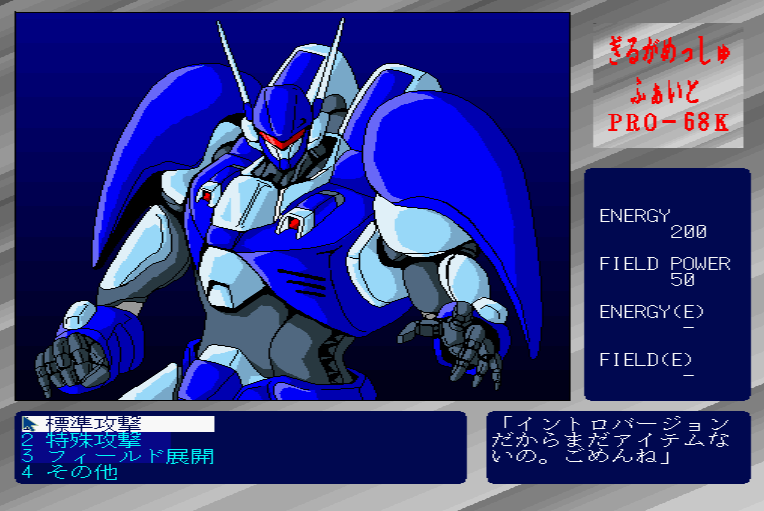 ぎるがめっしゅ
ふぁいと
PRO-68K
ENERGY
200
FIELD POWER
50
ENERGY(E)
-
FIELD(E)
-
標準攻撃
2 特殊攻撃
3 フィールド展開
4 その他
「イントロバージョン
だからまだアイテムな
いの。ごめんね」